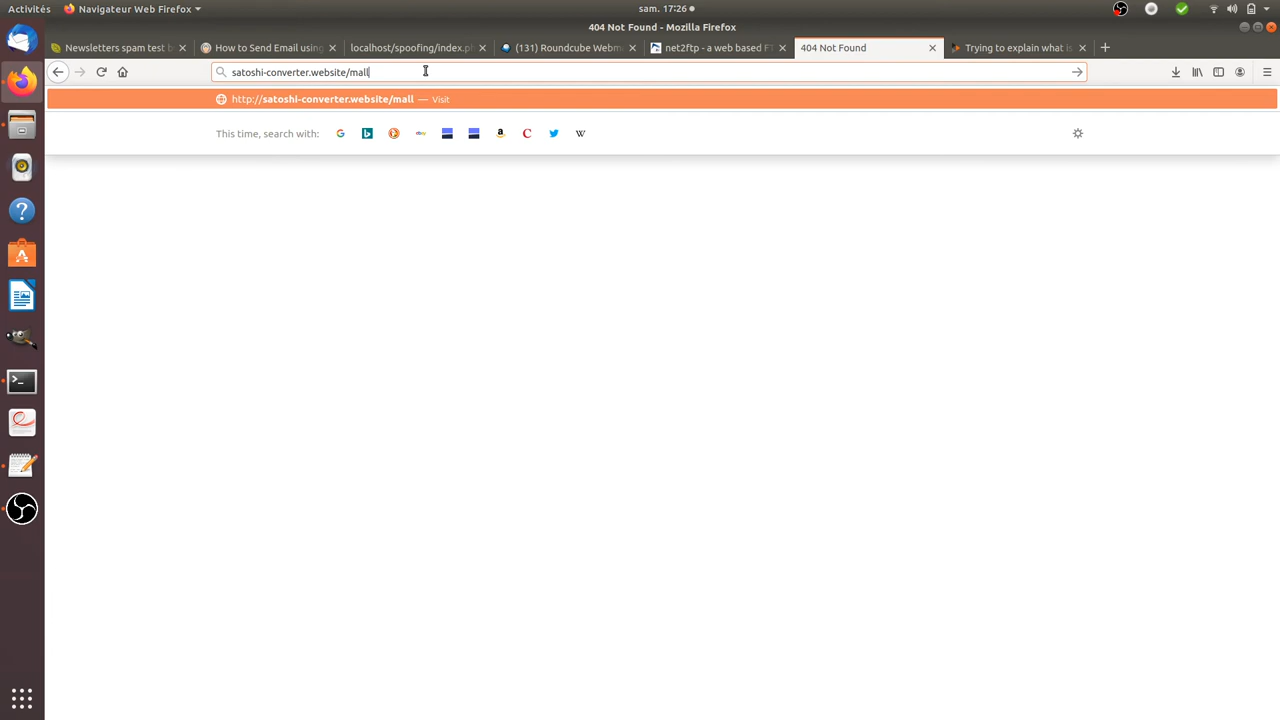 Activités Navigateur Web Firefox sam. 17:26
404 Not Found - Mozilla Firefox
Newsletters spam test b How to Send Email using localhost/spoofing/index.ph (131) Roundcube Webm net2ftp - a web based FT 404 Not Found Trying to explain what is
satoshi-converter.website/mall
http://satoshi-converter.website/mall — Visit
This time, search with: